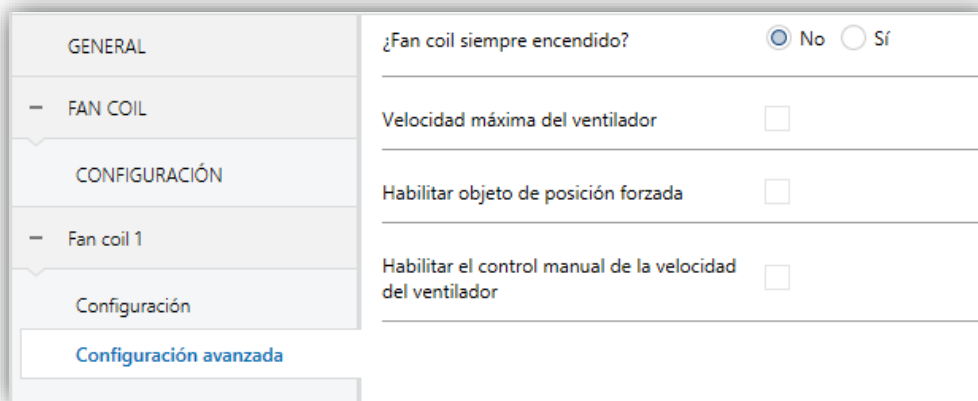 GENERAL
FAN COIL
CONFIGURACIÓN
Fan coil 1
Configuración
Configuración avanzada
¿Fan coil siempre encendido?
No
Sí
Velocidad máxima del ventilador
Habilitar objeto de posición forzada
Habilitar el control manual de la velocidad
del ventilador